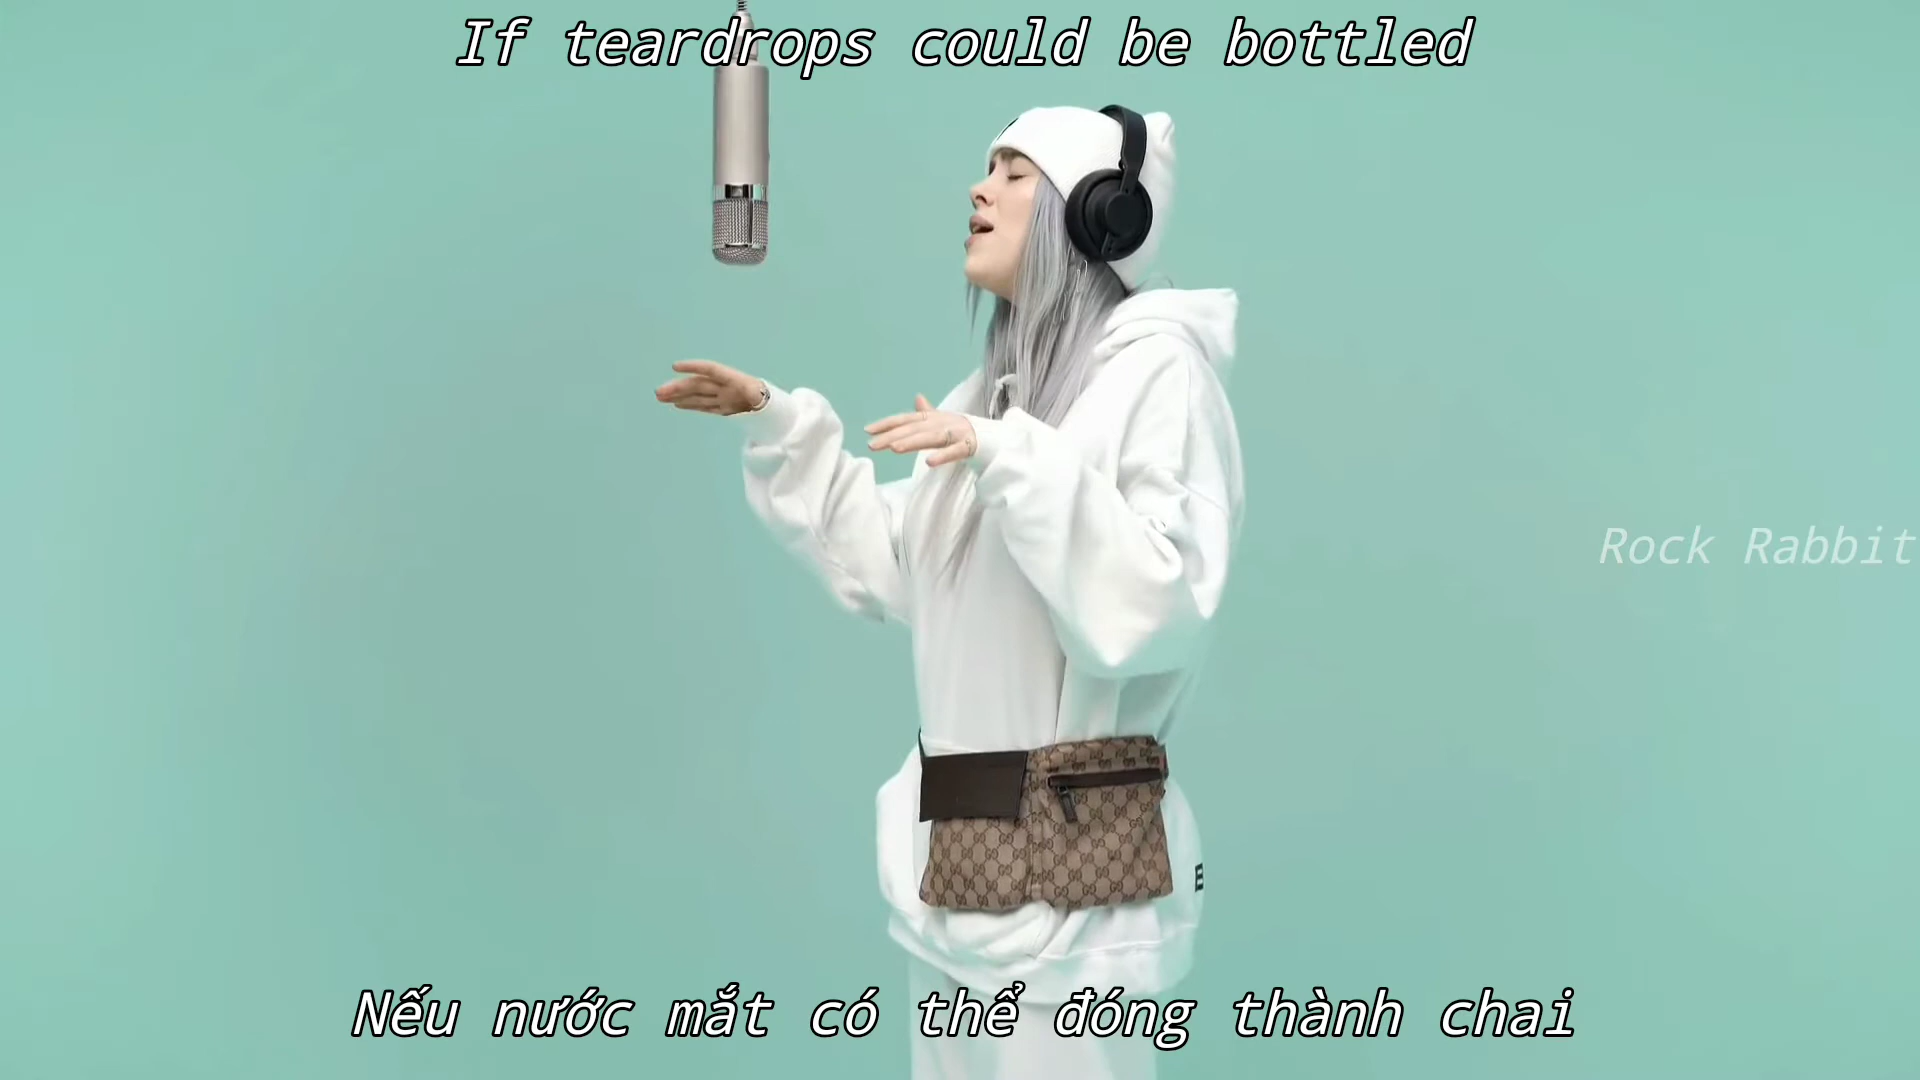 If teardrops could be bottled
Rock Rabbit
Nếu nước mắt có thể đóng thành chai